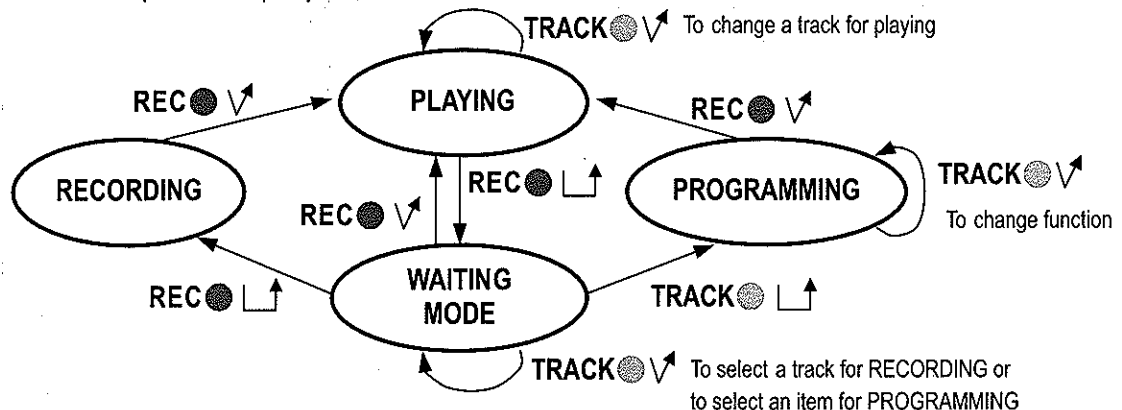 TRACK To change a track for playing
PLAYING
REC
REC
RECORDING
REC
PROGRAMMING
TRACK
REC
To change function
WAITING
MODE
REC
TRACK
TRACK To select a track for RECORDING or
to select an item for PROGRAMMING